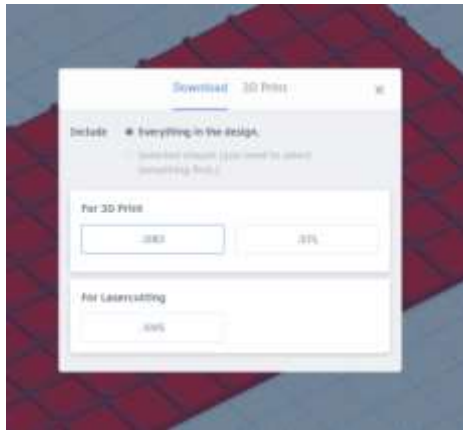 Download 3D Print
Include Everything in the design.
Selected shapes (you need to select
something first.)
For 3D Print
.OBJ .STL
For Lasercutting
.SVG